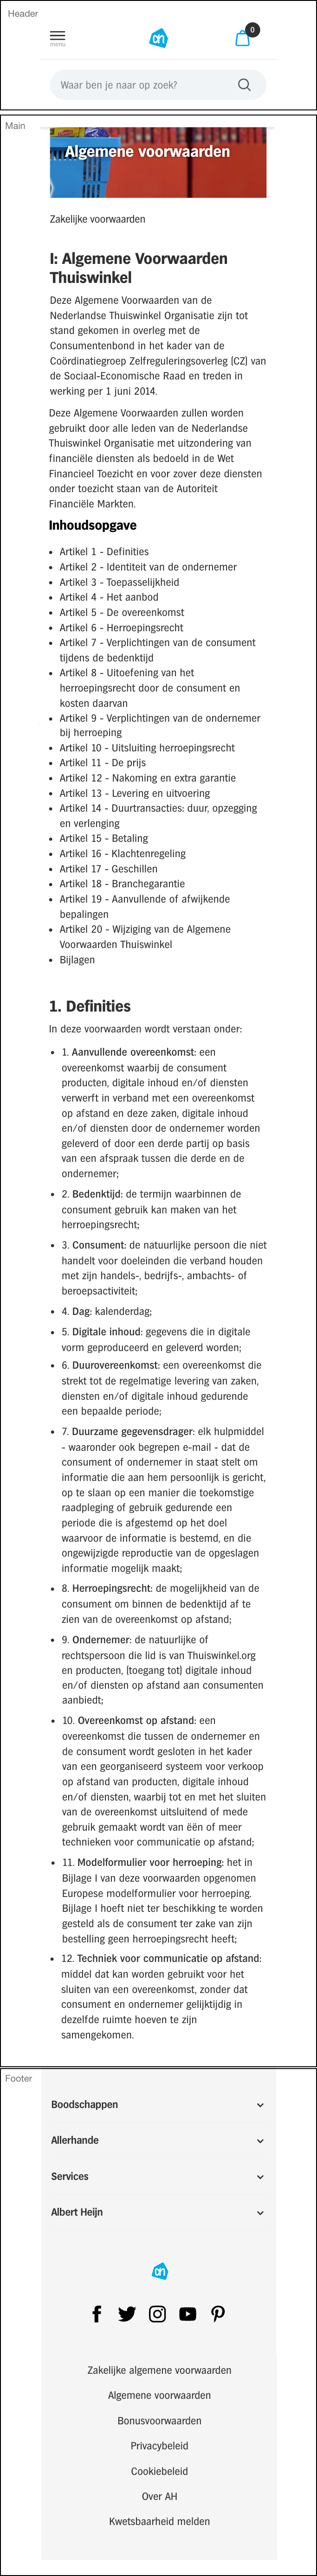 Header
menu
0
Waar ben je naar op zoek?
Main
Algemene voorwaarden
Zakelijke voorwaarden
I: Algemene Voorwaarden
Thuiswinkel
Deze Algemene Voorwaarden van de
Nederlandse Thuiswinkel Organisatie zijn tot
stand gekomen in overleg met de
Consumentenbond in het kader van de
Coördinatiegroep Zelfreguleringsoverleg (CZ) van
de Sociaal-Economische Raad en treden in
werking per 1 juni 2014.
Deze Algemene Voorwaarden zullen worden
gebruikt door alle leden van de Nederlandse
Thuiswinkel Organisatie met uitzondering van
financiële diensten als bedoeld in de Wet
Financieel Toezicht en voor zover deze diensten
onder toezicht staan van de Autoriteit
Financiële Markten.
Inhoudsopgave
• Artikel 1 - Definities
• Artikel 2 - Identiteit van de ondernemer
• Artikel 3 - Toepasselijkheid
• Artikel 4 - Het aanbod
• Artikel 5 - De overeenkomst
• Artikel 6 - Herroepingsrecht
• Artikel 7 - Verplichtingen van de consument
tijdens de bedenktijd
• Artikel 8 - Uitoefening van het
herroepingsrecht door de consument en
kosten daarvan
• Artikel 9 - Verplichtingen van de ondernemer
bij herroeping
• Artikel 10 - Uitsluiting herroepingsrecht
• Artikel 11 - De prijs
• Artikel 12 - Nakoming en extra garantie
• Artikel 13 - Levering en uitvoering
• Artikel 14 - Duurtransacties: duur, opzegging
en verlenging
• Artikel 15 - Betaling
• Artikel 16 - Klachtenregeling
• Artikel 17 - Geschillen
• Artikel 18 - Branchegarantie
• Artikel 19 - Aanvullende of afwijkende
bepalingen
• Artikel 20 - Wijziging van de Algemene
Voorwaarden Thuiswinkel
• Bijlagen
1. Definities
In deze voorwaarden wordt verstaan onder:
• 1. Aanvullende overeenkomst: een
overeenkomst waarbij de consument
producten, digitale inhoud en/of diensten
verwerft in verband met een overeenkomst
op afstand en deze zaken, digitale inhoud
en/of diensten door de ondernemer worden
geleverd of door een derde partij op basis
van een afspraak tussen die derde en de
ondernemer;
• 2. Bedenktijd: de termijn waarbinnen de
consument gebruik kan maken van het
herroepingsrecht;
• 3. Consument: de natuurlijke persoon die niet
handelt voor doeleinden die verband houden
met zijn handels-, bedrijfs-, ambachts- of
beroepsactiviteit;
• 4. Dag: kalenderdag;
• 5. Digitale inhoud: gegevens die in digitale
vorm geproduceerd en geleverd worden;
• 6. Duurovereenkomst: een overeenkomst die
strekt tot de regelmatige levering van zaken,
diensten en/of digitale inhoud gedurende
een bepaalde periode;
• 7. Duurzame gegevensdrager: elk hulpmiddel
- waaronder ook begrepen e-mail - dat de
consument of ondernemer in staat stelt om
informatie die aan hem persoonlijk is gericht,
op te slaan op een manier die toekomstige
raadpleging of gebruik gedurende een
periode die is afgestemd op het doel
waarvoor de informatie is bestemd, en die
ongewijzigde reproductie van de opgeslagen
informatie mogelijk maakt;
• 8. Herroepingsrecht: de mogelijkheid van de
consument om binnen de bedenktijd af te
zien van de overeenkomst op afstand;
• 9. Ondernemer: de natuurlijke of
rechtspersoon die lid is van Thuiswinkel.org
en producten, (toegang tot) digitale inhoud
en/of diensten op afstand aan consumenten
aanbiedt;
• 10. Overeenkomst op afstand: een
overeenkomst die tussen de ondernemer en
de consument wordt gesloten in het kader
van een georganiseerd systeem voor verkoop
op afstand van producten, digitale inhoud
en/of diensten, waarbij tot en met het sluiten
van de overeenkomst uitsluitend of mede
gebruik gemaakt wordt van één of meer
technieken voor communicatie op afstand;
• 11. Modelformulier voor herroeping: het in
Bijlage I van deze voorwaarden opgenomen
Europese modelformulier voor herroeping.
Bijlage I hoeft niet ter beschikking te worden
gesteld als de consument ter zake van zijn
bestelling geen herroepingsrecht heeft;
• 12. Techniek voor communicatie op afstand:
middel dat kan worden gebruikt voor het
sluiten van een overeenkomst, zonder dat
consument en ondernemer gelijktijdig in
dezelfde ruimte hoeven te zijn
samengekomen.
Footer
Boodschappen
Allerhande
Services
Albert Heijn
Zakelijke algemene voorwaarden
Algemene voorwaarden
Bonusvoorwaarden
Privacybeleid
Cookiebeleid
Over AH
Kwetsbaarheid melden